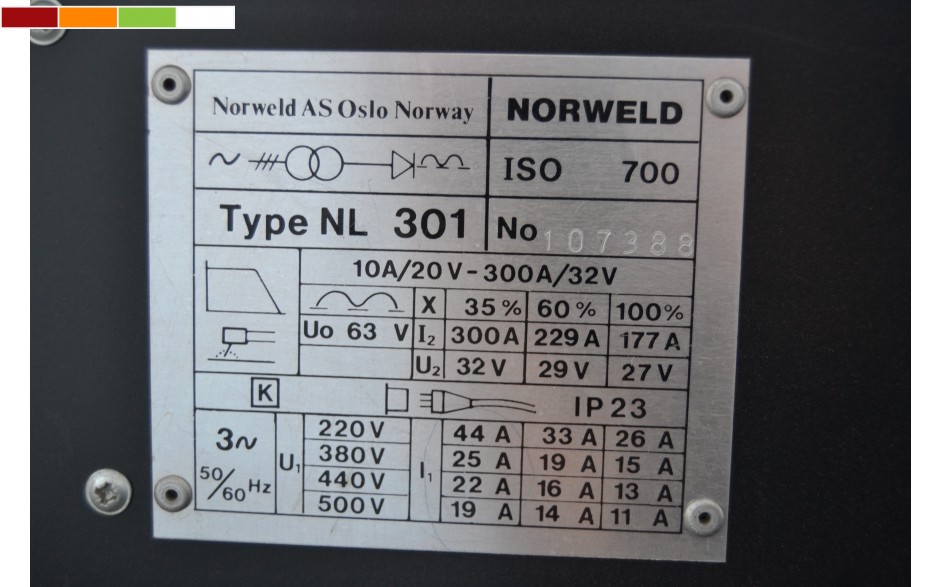 Norweld AS Oslo Norway NORWELD
ISO 700
Type NL 301 No 107388
10A/20V-300A/32V
X 35% 60% 100%
Uo 63 V I₂ 300A 229A 177A
U₂ 32V 29V 27V
K IP23
3~ 50/60Hz U₁ I₁
220V 44 A 33 A 26 A
380V 25 A 19 A 15 A
440V 22 A 16 A 13 A
500V 19 A 14 A 11 A